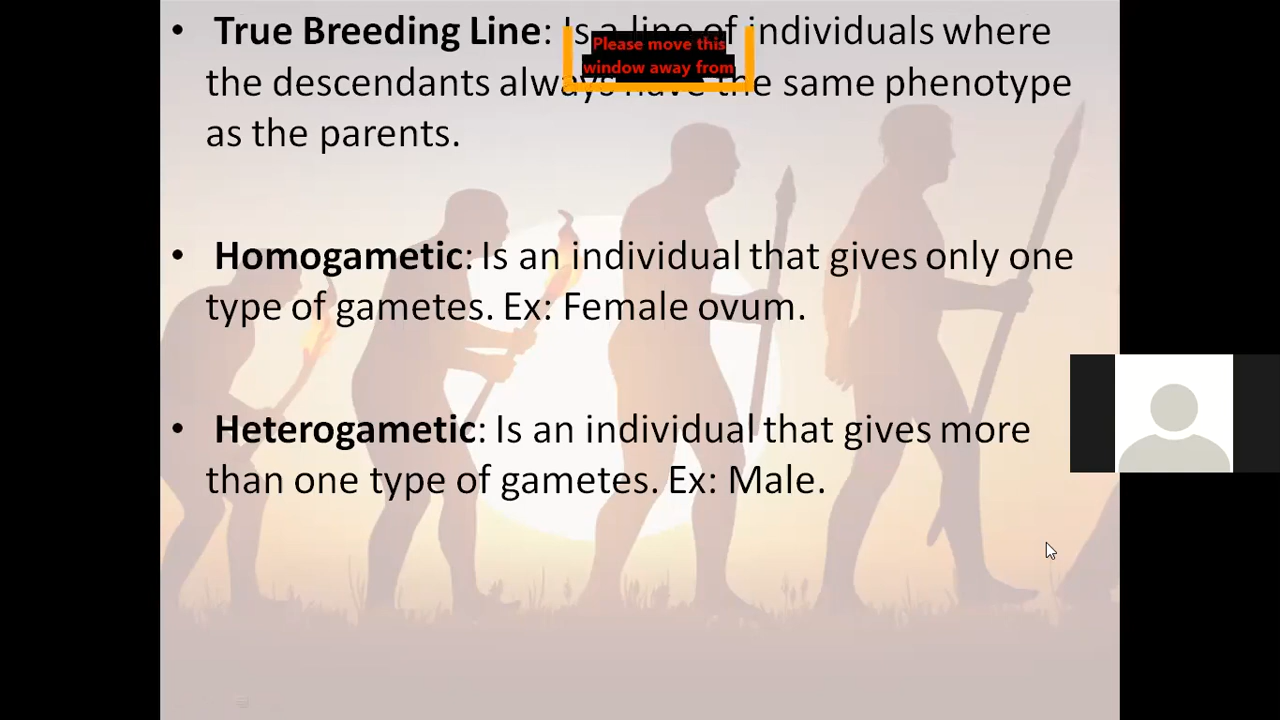 • True Breeding Line: Is a line of individuals where
Please move this
window away from
the descendants always have the same phenotype
as the parents.
• Homogametic: Is an individual that gives only one
type of gametes. Ex: Female ovum.
• Heterogametic: Is an individual that gives more
than one type of gametes. Ex: Male.